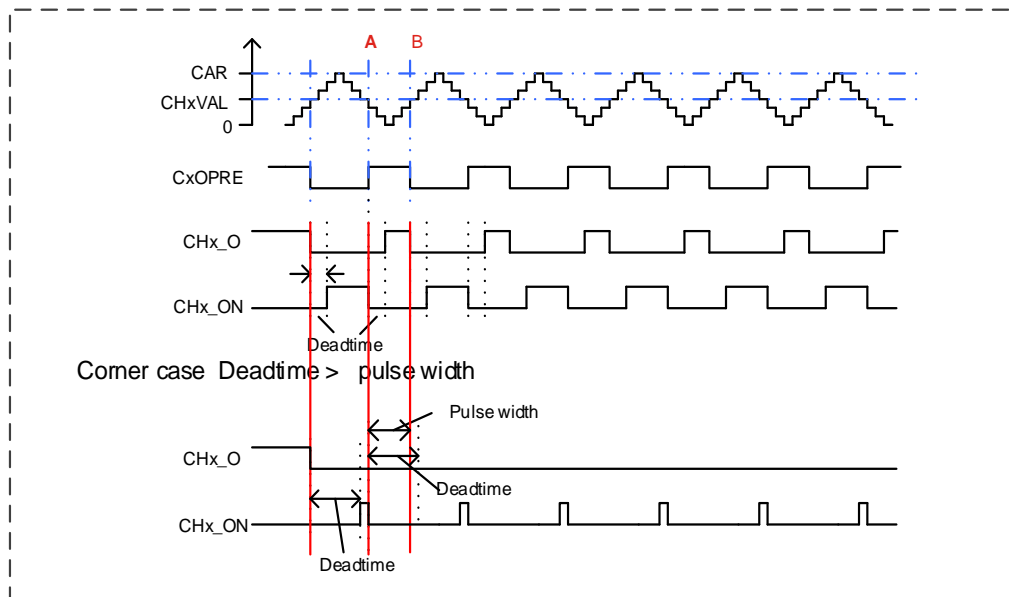 A B
CAR
CHxVAL
0
CxOPRE
CHx_O
CHx_ON
Deadtime
Corner case Deadtime > pulse width
Pulse width
CHx_O
Deadtime
CHx_ON
Deadtime